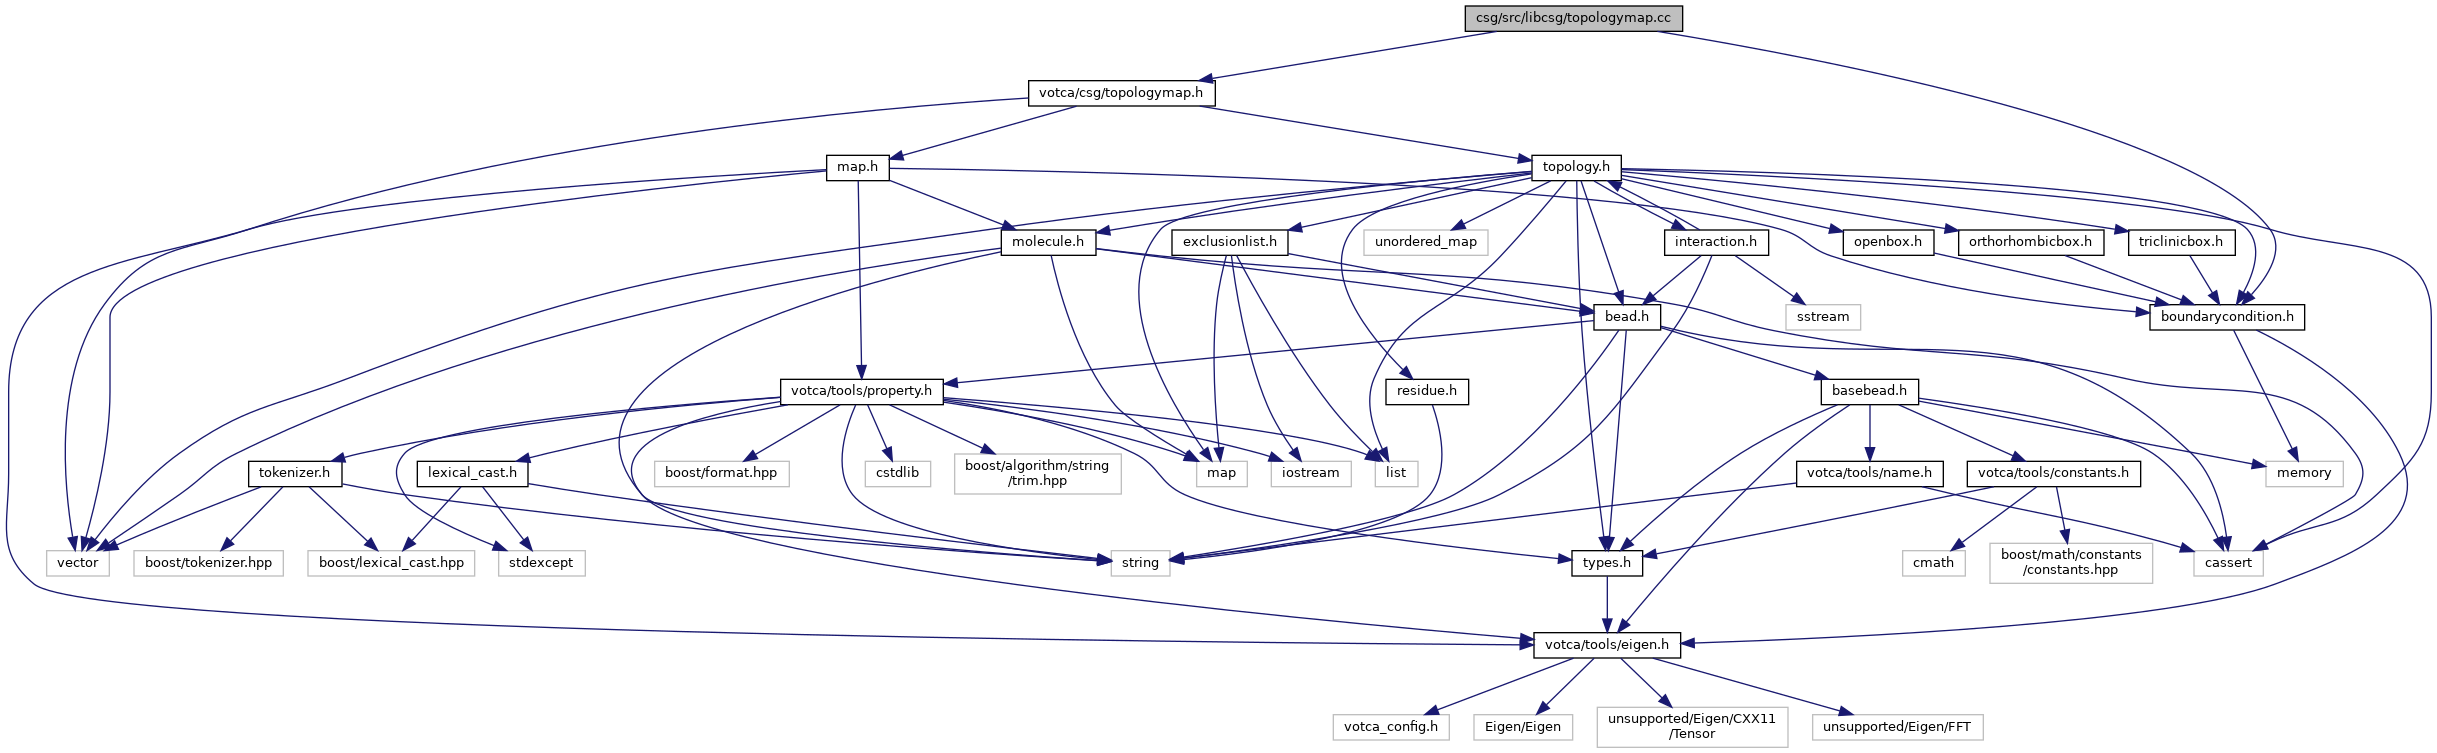 csg/src/libcsg/topologymap.cc
votca/csg/topologymap.h
map.h
topology.h
molecule.h
exclusionlist.h
unordered_map
interaction.h
openbox.h
orthorhombicbox.h
triclinicbox.h
bead.h
sstream
boundarycondition.h
votca/tools/property.h
residue.h
basebead.h
tokenizer.h
lexical_cast.h
boost/format.hpp
cstdlib
boost/algorithm/string
/trim.hpp
map
iostream
list
votca/tools/name.h
votca/tools/constants.h
memory
vector
boost/tokenizer.hpp
boost/lexical_cast.hpp
stdexcept
string
types.h
cmath
boost/math/constants
/constants.hpp
cassert
votca/tools/eigen.h
votca_config.h
Eigen/Eigen
unsupported/Eigen/CXX11
/Tensor
unsupported/Eigen/FFT